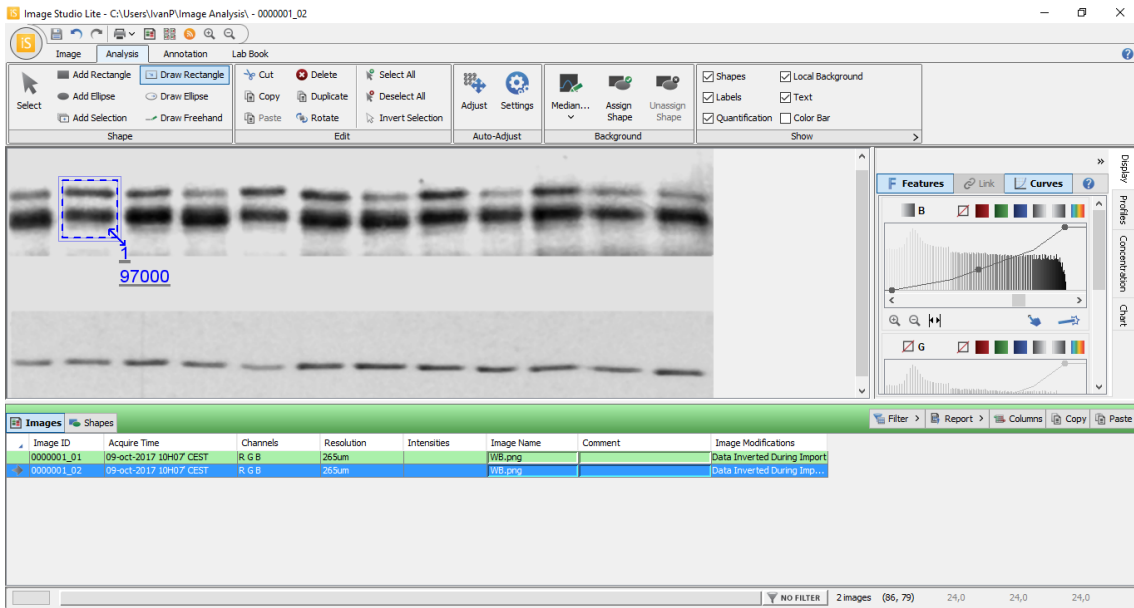 iS Image Studio Lite - C:\Users\IvanP\Image Analysis\ - 0000001_02
iS
Image Analysis Annotation Lab Book
Select
Add Rectangle Draw Rectangle
Add Ellipse Draw Ellipse
Add Selection Draw Freehand
Shape
Cut Delete Select All
Copy Duplicate Deselect All
Paste Rotate Invert Selection
Edit
Adjust Settings
Auto-Adjust
Median... Assign Shape Unassign Shape
Background
Shapes Local Background
Labels Text
Quantification Color Bar
Show
1
97000
F Features Link Curves
B
G
Display
Profiles
Concentration
Chart
Images Shapes
Filter > Report > Columns Copy Paste
Image ID Acquire Time Channels Resolution Intensities Image Name Comment Image Modifications
0000001_01 09-oct-2017 10H07' CEST R G B 265um WB.png Data Inverted During Import
0000001_02 09-oct-2017 10H07' CEST R G B 265um WB.png Data Inverted During Imp...
NO FILTER 2 images (86, 79) 24,0 24,0 24,0